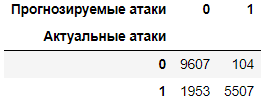 Прогнозируемые атаки 0 1
Актуальные атаки
0 9607 104
1 1953 5507